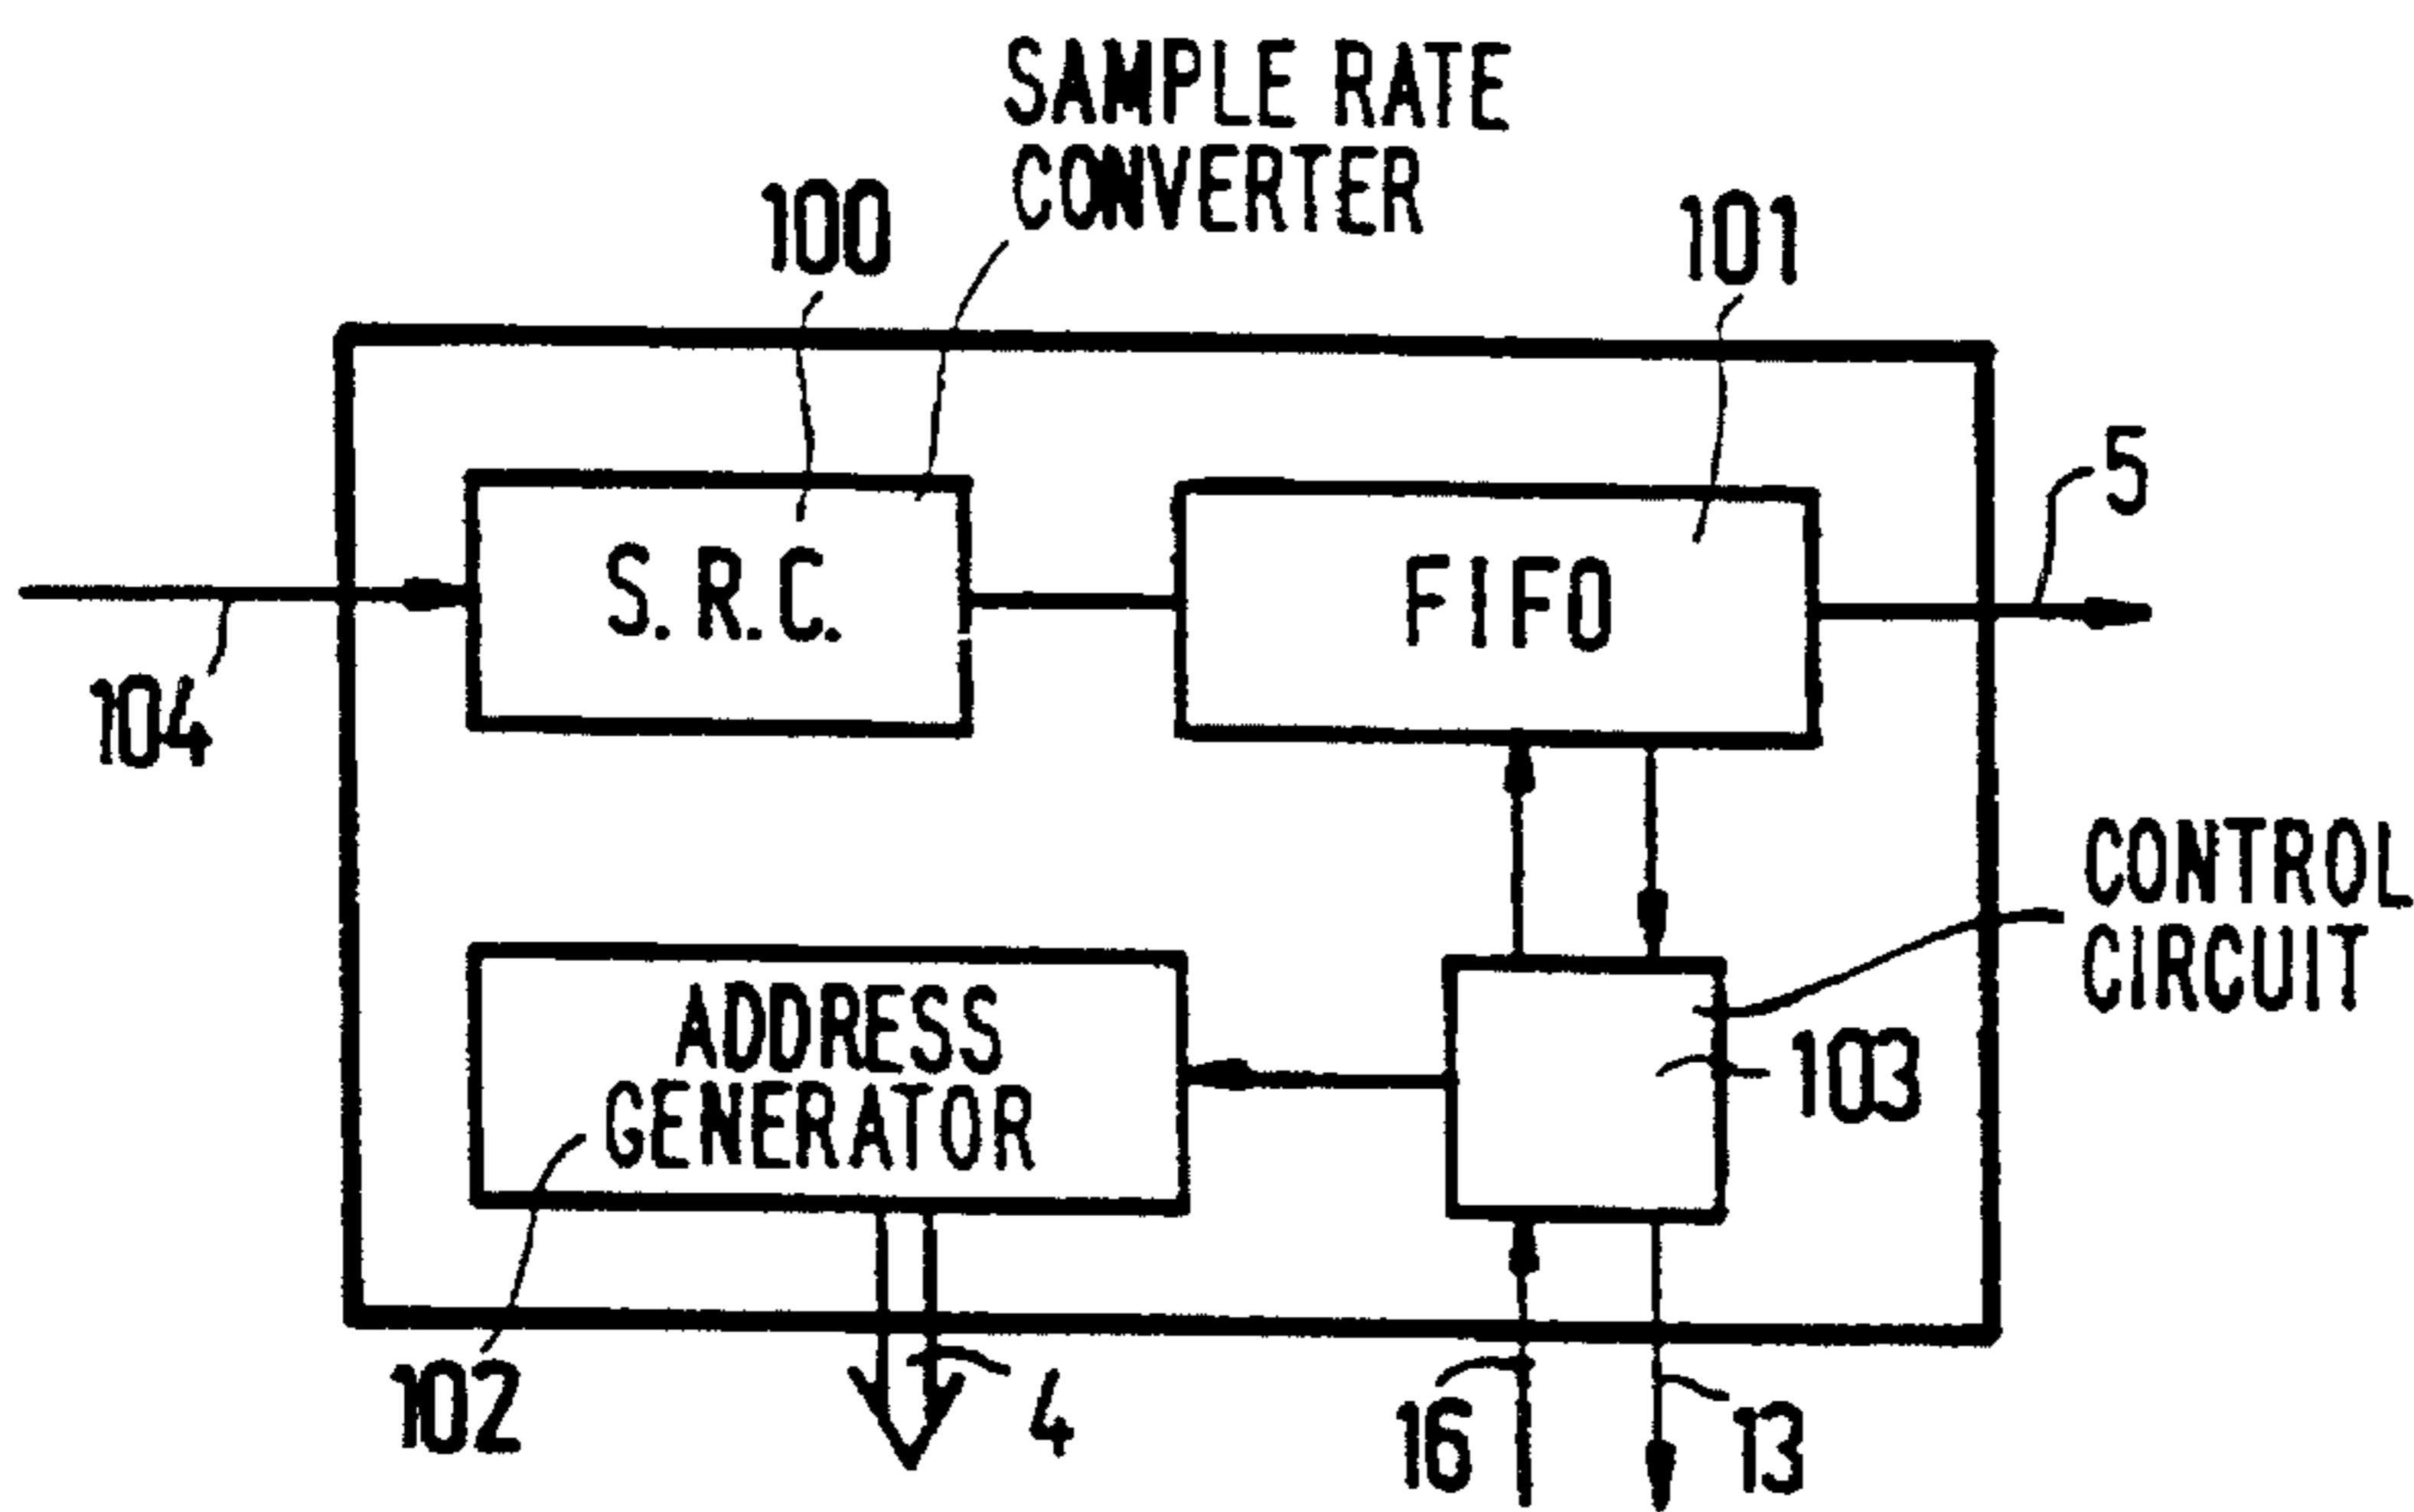 SAMPLE RATE
CONVERTER
100
101
5
S.R.C.
FIFO
104
CONTROL
CIRCUIT
ADDRESS
GENERATOR
103
102
4
16
13